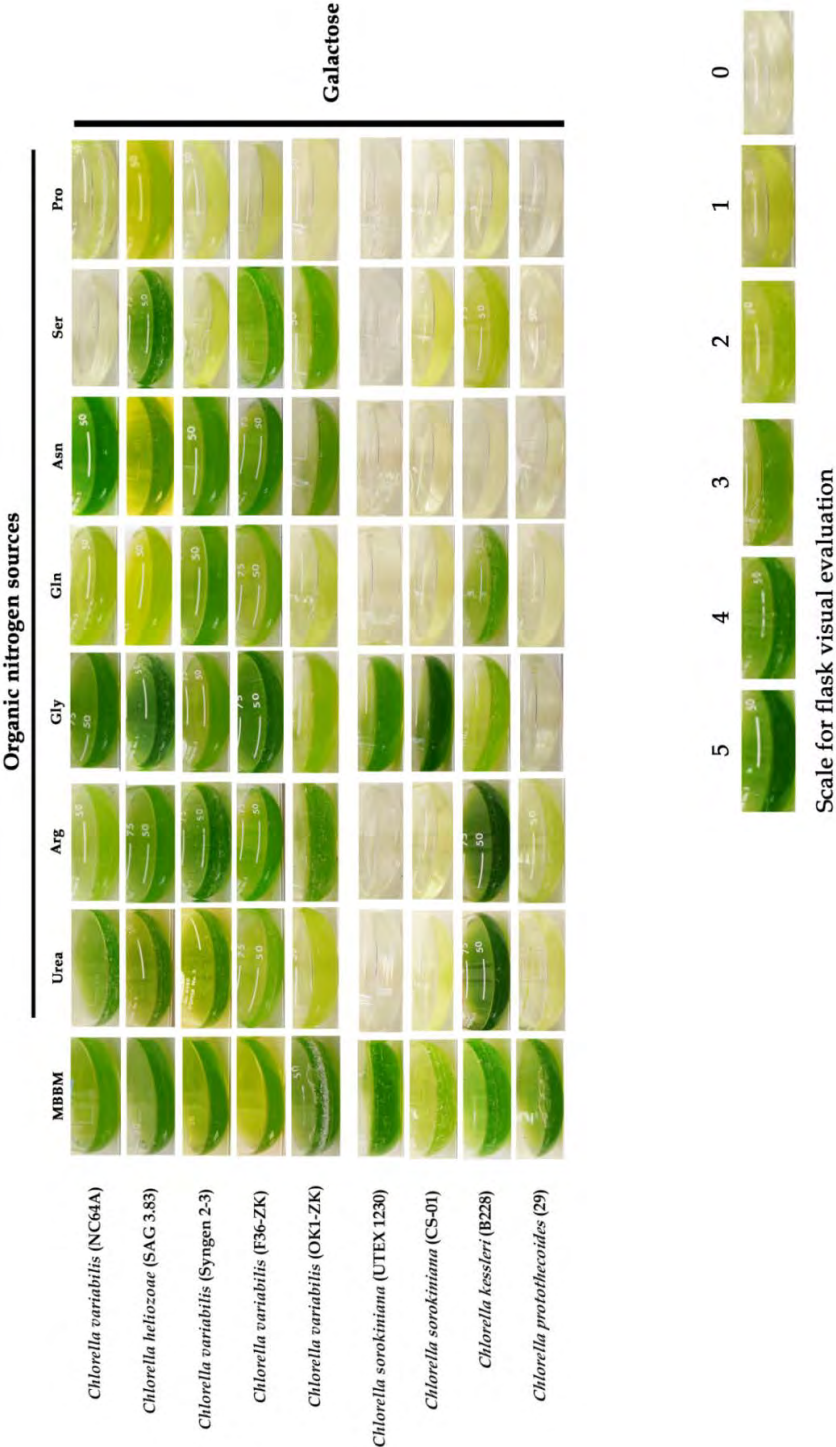 Organic nitrogen sources
MBBM Urea Arg Gly Gln Asn Ser Pro
Chlorella variabilis (NC64A)
Chlorella heliozoae (SAG 3.83)
Chlorella variabilis (Syngen 2-3)
Chlorella variabilis (F36-ZK)
Chlorella variabilis (OK1-ZK)
Chlorella sorokiniana (UTEX 1230)
Chlorella sorokiniana (CS-01)
Chlorella kessleri (B228)
Chlorella protothecoides (29)
Galactose
5 4 3 2 1 0
Scale for flask visual evaluation